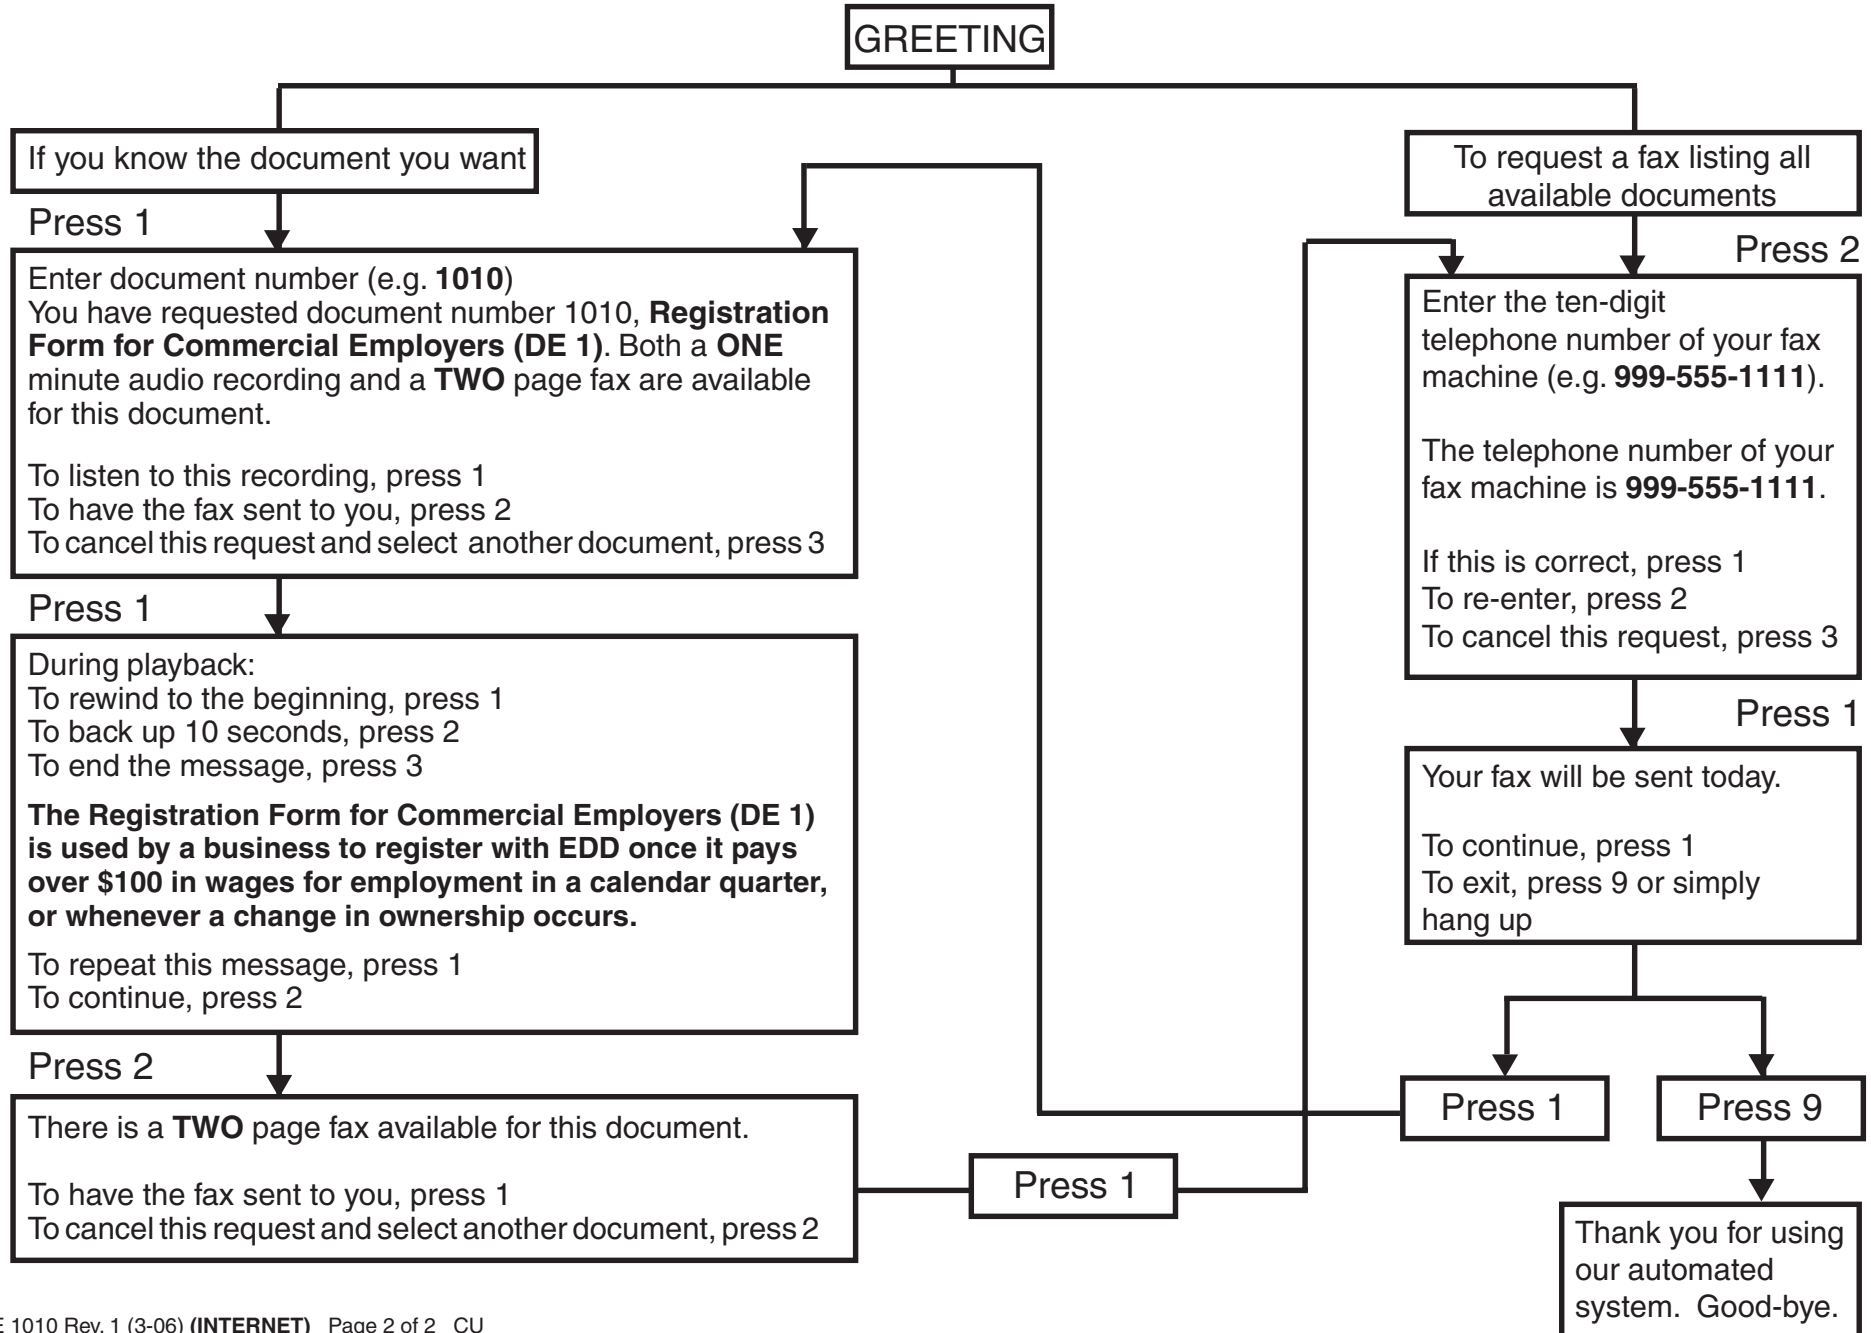 GREETING
If you know the document you want
Press 1
Enter document number (e.g. 1010)
You have requested document number 1010, Registration
Form for Commercial Employers (DE 1). Both a ONE
minute audio recording and a TWO page fax are available
for this document.
To listen to this recording, press 1
To have the fax sent to you, press 2
To cancel this request and select another document, press 3
Press 1
During playback:
To rewind to the beginning, press 1
To back up 10 seconds, press 2
To end the message, press 3
The Registration Form for Commercial Employers (DE 1)
is used by a business to register with EDD once it pays
over $100 in wages for employment in a calendar quarter,
or whenever a change in ownership occurs.
To repeat this message, press 1
To continue, press 2
Press 2
There is a TWO page fax available for this document.
To have the fax sent to you, press 1
To cancel this request and select another document, press 2
Press 1
To request a fax listing all
available documents
Press 2
Enter the ten-digit
telephone number of your fax
machine (e.g. 999-555-1111).
The telephone number of your
fax machine is 999-555-1111.
If this is correct, press 1
To re-enter, press 2
To cancel this request, press 3
Press 1
Your fax will be sent today.
To continue, press 1
To exit, press 9 or simply
hang up
Press 1
Press 9
Thank you for using
our automated
system. Good-bye.
E 1010 Rev. 1 (3-06) (INTERNET) Page 2 of 2 CU